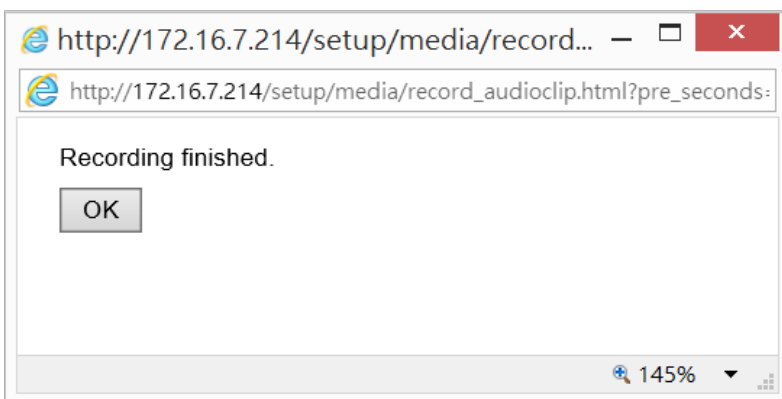 http://172.16.7.214/setup/media/record...
http://172.16.7.214/setup/media/record_audioclip.html?pre_seconds=
Recording finished.
OK
145%